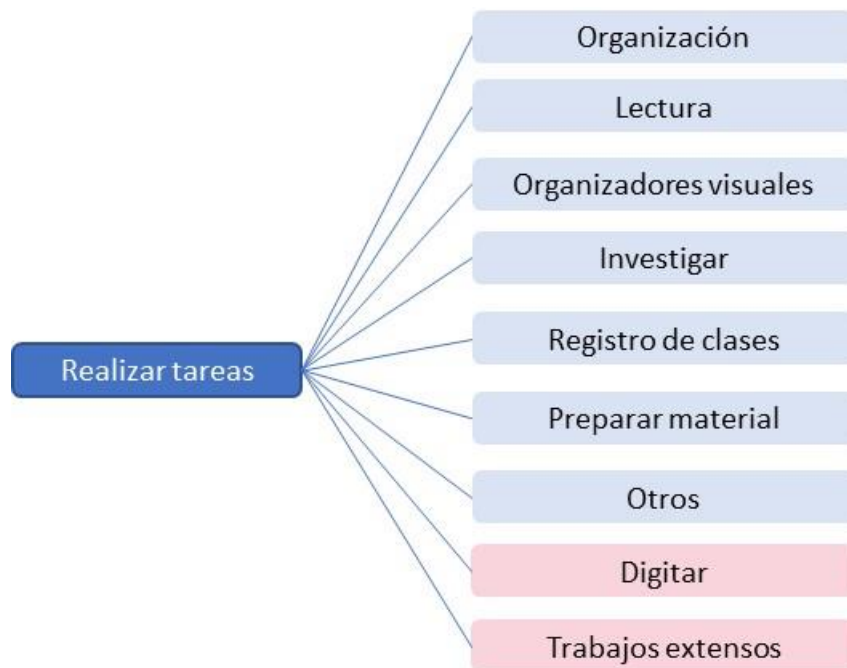 Organización
Lectura
Organizadores visuales
Investigar
Realizar tareas
Registro de clases
Preparar material
Otros
Digitar
Trabajos extensos